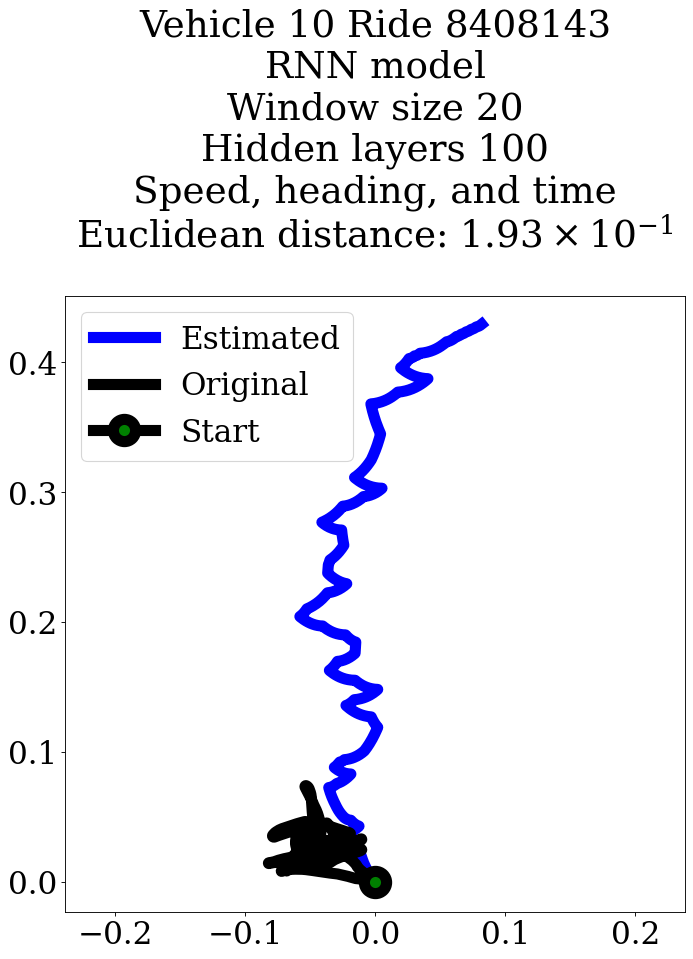 Vehicle 10 Ride 8408143
RNN model
Window size 20
Hidden layers 100
Speed, heading, and time
Euclidean distance: 1.93 × 10⁻¹
Estimated
Original
Start
0.4
0.3
0.2
0.1
0.0
−0.2 −0.1 0.0 0.1 0.2